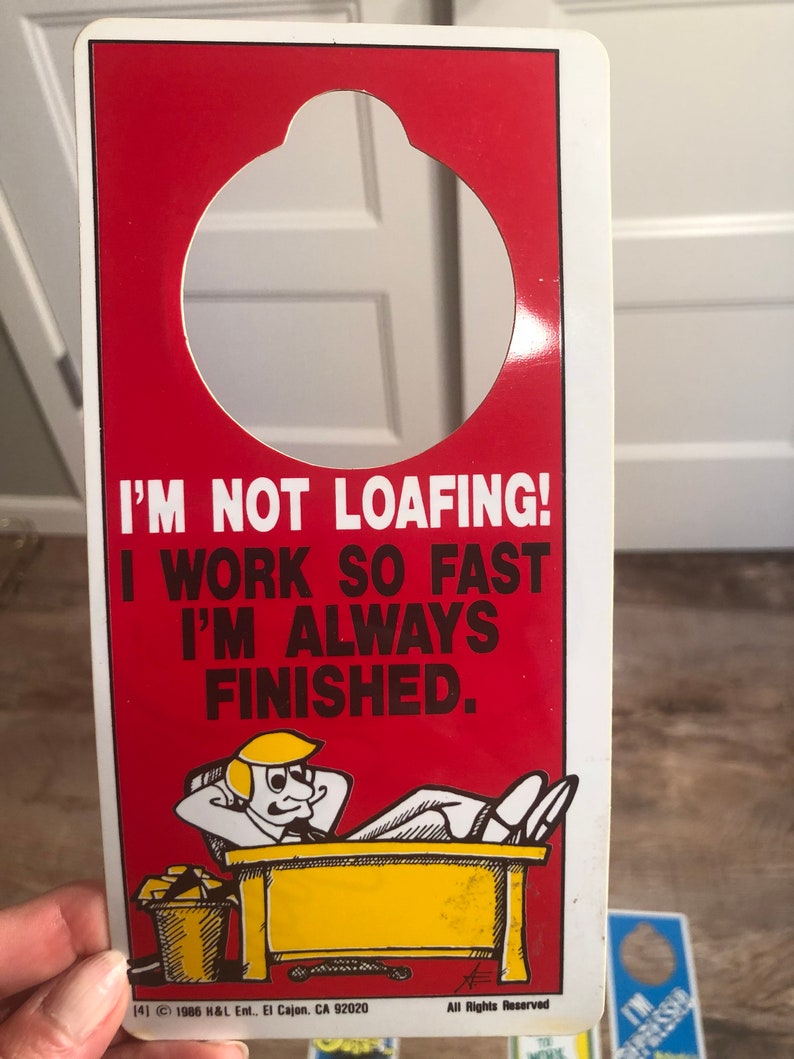 I'M NOT LOAFING!
I WORK SO FAST
I'M ALWAYS
FINISHED.
[4] © 1986 H&L Ent., El Cajon, CA 92020 All Rights Reserved
I'M